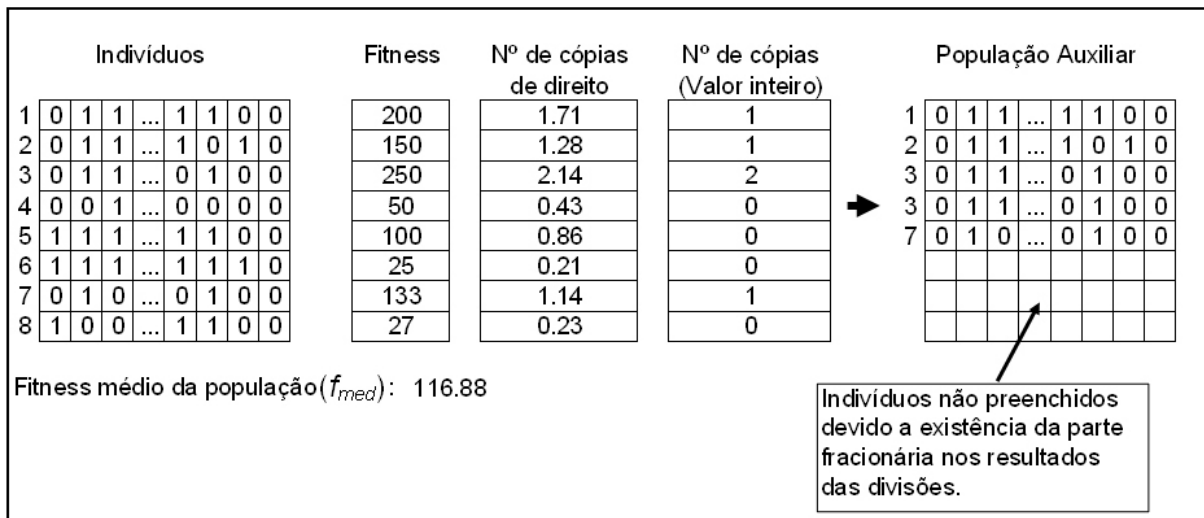 Indivíduos Fitness Nº de cópias Nº de cópias População Auxiliar
de direito (Valor inteiro)
1 0 1 1 ... 1 1 0 0 200 1.71 1 1 0 1 1 ... 1 1 0 0
2 0 1 1 ... 1 0 1 0 150 1.28 1 2 0 1 1 ... 1 0 1 0
3 0 1 1 ... 0 1 0 0 250 2.14 2 3 0 1 1 ... 0 1 0 0
4 0 0 1 ... 0 0 0 0 50 0.43 0 3 0 1 1 ... 0 1 0 0
5 1 1 1 ... 1 1 0 0 100 0.86 0 7 0 1 0 ... 0 1 0 0
6 1 1 1 ... 1 1 1 0 25 0.21 0
7 0 1 0 ... 0 1 0 0 133 1.14 1
8 1 0 0 ... 1 1 0 0 27 0.23 0
Fitness médio da população(fmed): 116.88
Indivíduos não preenchidos
devido a existência da parte
fracionária nos resultados
das divisões.